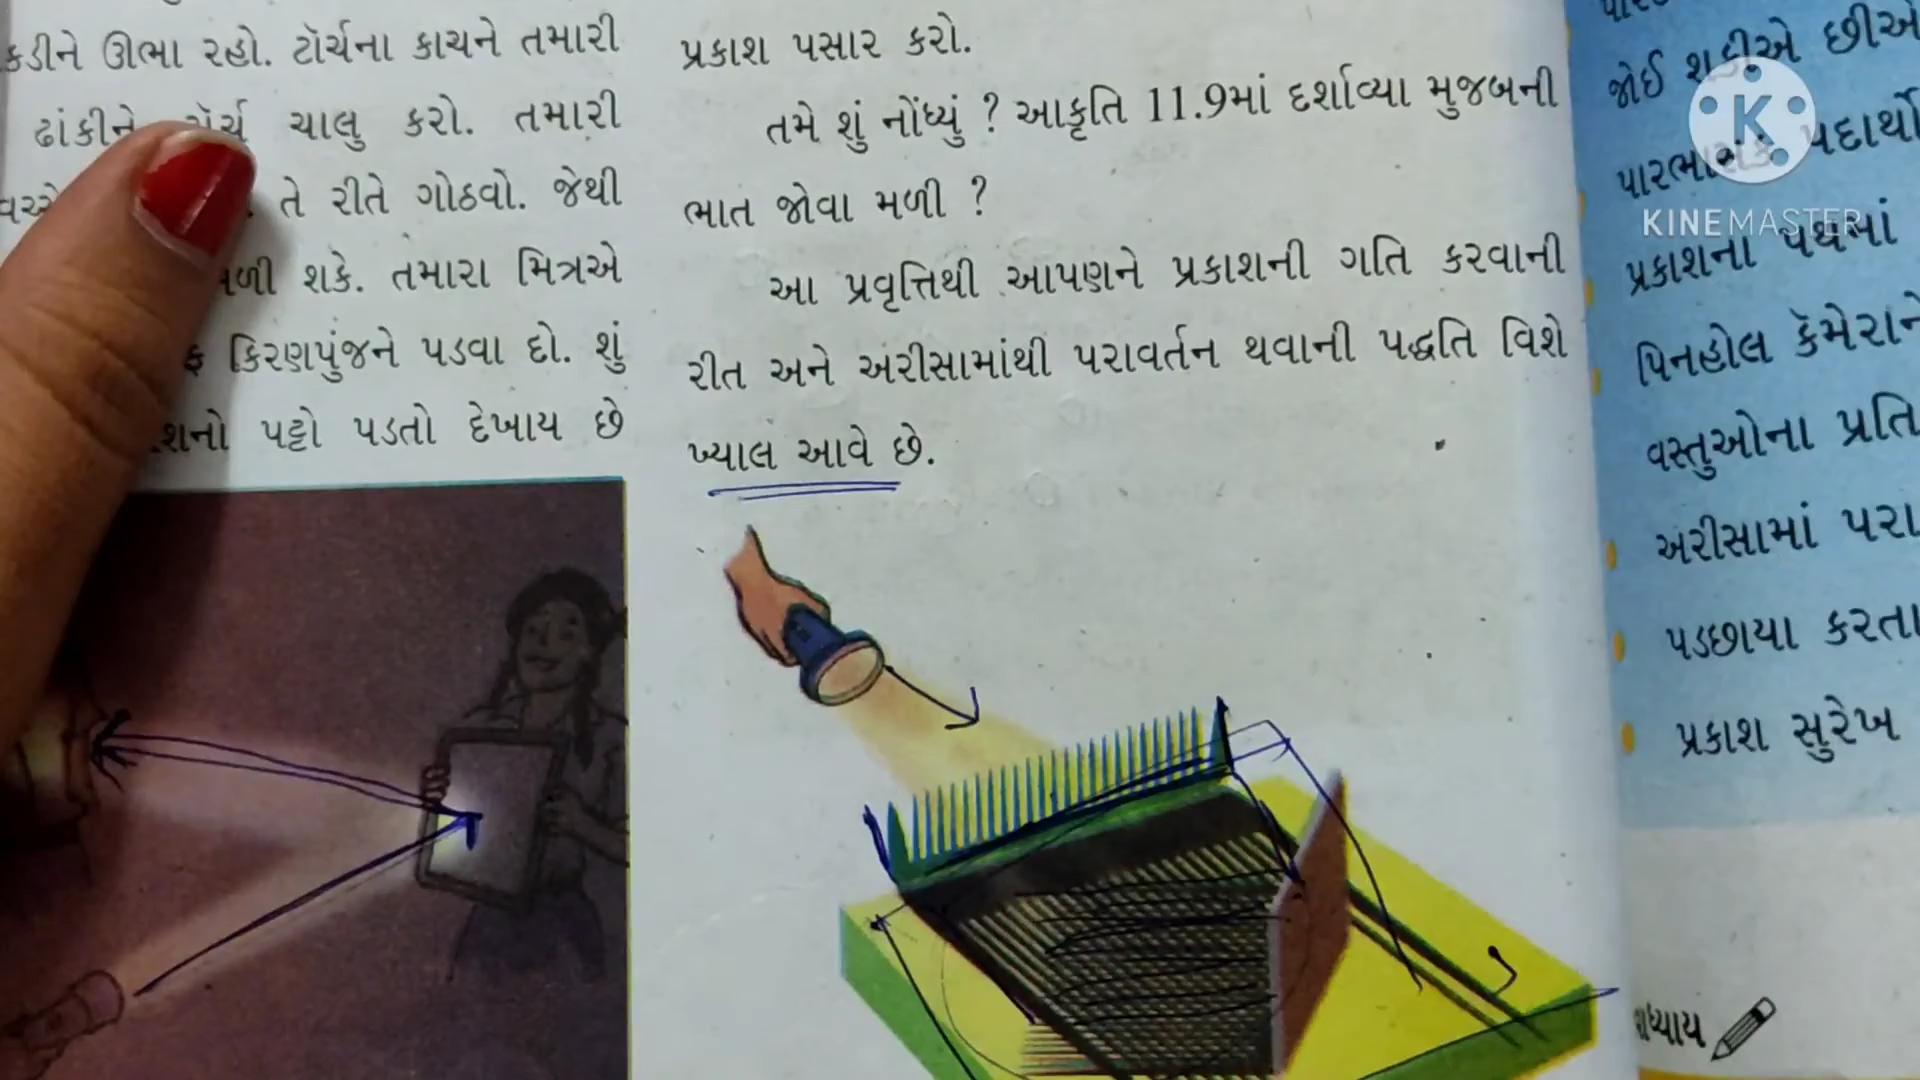 કડીને ઊભા રહો. ટૉર્ચના કાચને તમારી
ઢાંકીને ટૉર્ચ ચાલુ કરો. તમારી
તે રીતે ગોઠવો. જેથી
મળી શકે. તમારા મિત્રએ
કિરણપુંજને પડવા દો. શું
પટ્ટો પડતો દેખાય છે
પ્રકાશ પસાર કરો.
તમે શું નોંધ્યું ? આકૃતિ 11.9માં દર્શાવ્યા મુજબની
ભાત જોવા મળી ?
આ પ્રવૃત્તિથી આપણને પ્રકાશની ગતિ કરવાની
રીત અને અરીસામાંથી પરાવર્તન થવાની પદ્ધતિ વિશે
ખ્યાલ આવે છે.
જોઈ શકીએ છીએ
પારભાસક પદાર્થો
પ્રકાશના પથમાં
પિનહોલ કૅમેરાને
વસ્તુઓના પ્રતિ
અરીસામાં પરા
પડછાયા કરતા
પ્રકાશ સુરેખ
K
KINEMASTER